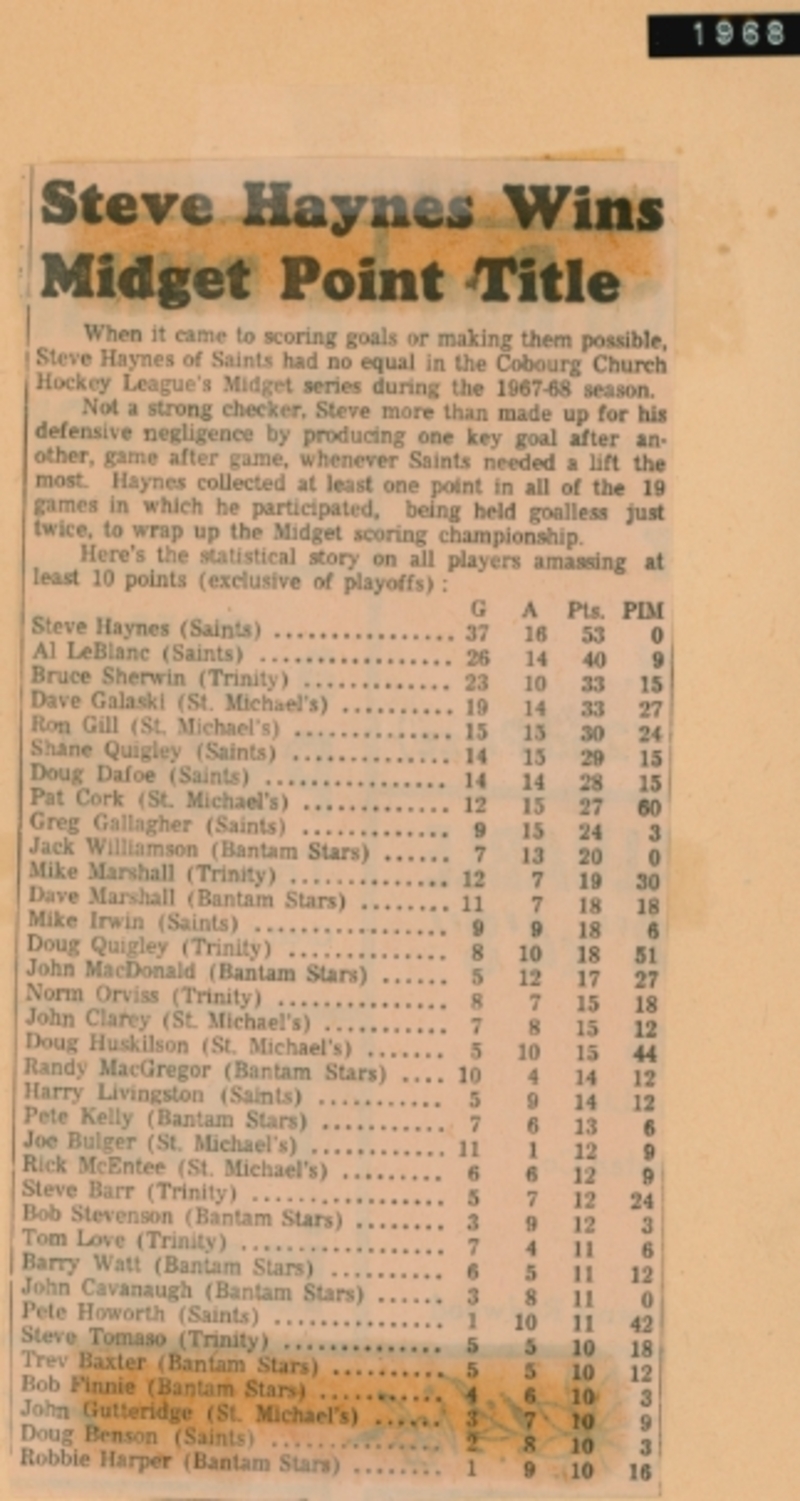 1968
Steve Haynes Wins
Midget Point Title
When it came to scoring goals or making them possible,
Steve Haynes of Saints had no equal in the Cobourg Church
Hockey League's Midget series during the 1967-68 season.
Not a strong checker, Steve more than made up for his
defensive negligence by producing one key goal after an-
other, game after game, whenever Saints needed a lift the
most. Haynes collected at least one point in all of the 19
games in which he participated, being held goalless just
twice, to wrap up the Midget scoring championship.
Here's the statistical story on all players amassing at
least 10 points (exclusive of playoffs) :
G A Pts. PIM
Steve Haynes (Saints) ................ 37 16 53 0
Al LeBlanc (Saints) .................. 26 14 40 9
Bruce Sherwin (Trinity) ............. 23 10 33 15
Dave Galaski (St. Michael's) .......... 19 14 33 27
Ron Gill (St. Michael's) .............. 15 15 30 24
Shane Quigley (Saints) .............. 14 15 29 15
Doug Dafoe (Saints) ................ 14 14 28 15
Pat Cork (St. Michael's) ............. 12 15 27 60
Greg Gallagher (Saints) ............. 9 15 24 3
Jack Williamson (Bantam Stars) ...... 7 13 20 0
Mike Marshall (Trinity) .............. 12 7 19 30
Dave Marshall (Bantam Stars) ........ 11 7 18 18
Mike Irwin (Saints) ................. 9 9 18 6
Doug Quigley (Trinity) .............. 8 10 18 51
John MacDonald (Bantam Stars) ...... 5 12 17 27
Norm Orviss (Trinity) ............... 8 7 15 18
John Clarey (St. Michael's) ........... 7 8 15 12
Doug Huskilson (St. Michael's) ....... 5 10 15 44
Randy MacGregor (Bantam Stars) .... 10 4 14 12
Harry Livingston (Saints) ........... 5 9 14 12
Pete Kelly (Bantam Stars) ........... 7 6 13 6
Joe Bulger (St. Michael's) ............ 11 1 12 9
Rick McEntee (St. Michael's) ......... 6 6 12 9
Steve Barr (Trinity) ................. 5 7 12 24
Bob Stevenson (Bantam Stars) ........ 3 9 12 3
Tom Love (Trinity) .................. 7 4 11 6
Barry Watt (Bantam Stars) .......... 6 5 11 12
John Cavanaugh (Bantam Stars) ...... 3 8 11 0
Pete Howorth (Saints) ............... 1 10 11 42
Steve Tomaso (Trinity) .............. 5 5 10 18
Trev Baxter (Bantam Stars) .......... 5 5 10 12
Bob Finnie (Bantam Stars) ........... 4 6 10 3
John Gutteridge (St. Michael's) ...... 3 7 10 9
Doug Benson (Saints) ............... 2 8 10 3
Robbie Harper (Bantam Stars) ........ 1 9 10 16